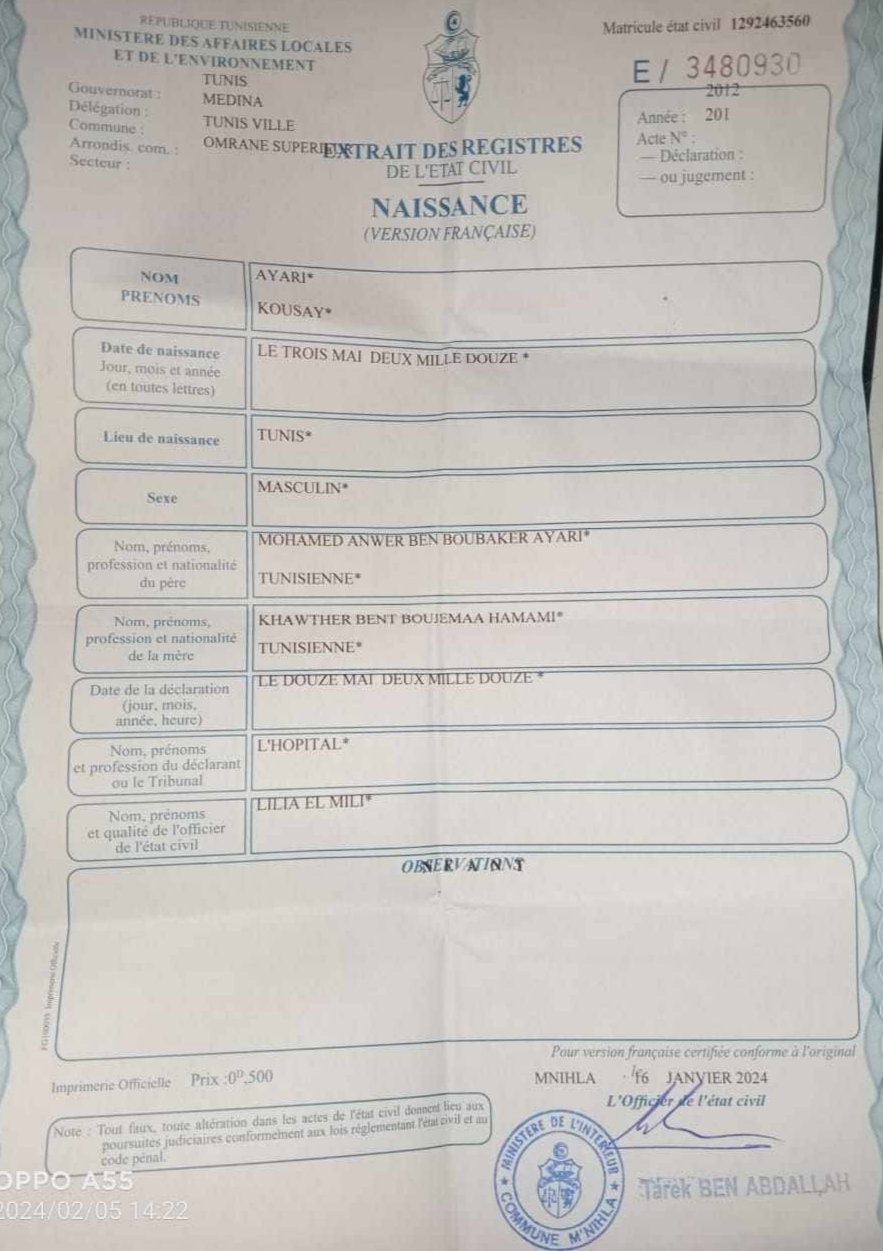 REPUBLIQUE TUNISIENNE
MINISTERE DES AFFAIRES LOCALES
ET DE L'ENVIRONNEMENT
Gouvernorat : TUNIS
Délégation : MEDINA
Commune : TUNIS VILLE
Arrondis. com. : OMRANE SUPERIEUR
Secteur :
Matricule état civil 1292463560
E / 3480930
2012
Année : 201
Acte N° :
— Déclaration :
— ou jugement :
EXTRAIT DES REGISTRES
DE L'ETAT CIVIL
NAISSANCE
(VERSION FRANÇAISE)
NOM AYARI*
PRENOMS KOUSAY*
Date de naissance
Jour, mois et année
(en toutes lettres)
LE TROIS MAI DEUX MILLE DOUZE *
Lieu de naissance TUNIS*
Sexe MASCULIN*
Nom, prénoms,
profession et nationalité
du père
MOHAMED ANWER BEN BOUBAKER AYARI*
TUNISIENNE*
Nom, prénoms,
profession et nationalité
de la mère
KHAWTHER BENT BOUJEMAA HAMAMI*
TUNISIENNE*
Date de la déclaration
(jour, mois,
année, heure)
LE DOUZE MAI DEUX MILLE DOUZE *
Nom, prénoms
et profession du déclarant
ou le Tribunal
L'HOPITAL*
Nom, prénoms
et qualité de l'officier
de l'état civil
LILIA EL MILI*
OBSERVATIONS
Imprimerie Officielle
Imprimerie Officielle Prix :0ᴰ,500
Note : Tout faux, toute altération dans les actes de l'état civil donnent lieu aux
poursuites judiciaires conformément aux lois réglementant l'état civil et au
code pénal.
Pour version française certifiée conforme à l'original
MNIHLA le 16 JANVIER 2024
L'Officier de l'état civil
MINISTERE DE L'INTERIEUR
COMMUNE M'NIHLA
Tarek BEN ABDALLAH
OPPO A55
2024/02/05 14:22